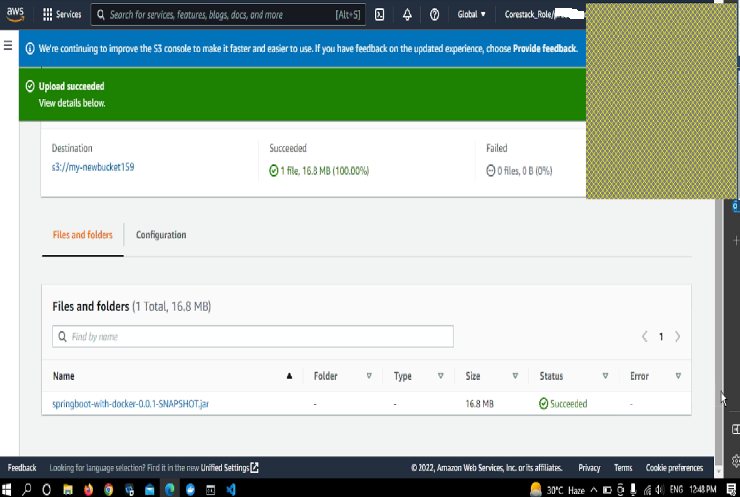 aws Services Search for services, features, blogs, docs, and more [Alt+S] Global ▼ Corestack_Role/
We're continuing to improve the S3 console to make it faster and easier to use. If you have feedback on the updated experience, choose Provide feedback.
Upload succeeded
View details below.
Destination Succeeded Failed
s3://my-newbucket159 1 file, 16.8 MB (100.00%) 0 files, 0 B (0%)
Files and folders Configuration
Files and folders (1 Total, 16.8 MB)
Find by name 1
Name Folder Type Size Status Error
springboot-with-docker-0.0.1-SNAPSHOT.jar - - 16.8 MB Succeeded -
Feedback Looking for language selection? Find it in the new Unified Settings © 2022, Amazon Web Services, Inc. or its affiliates. Privacy Terms Cookie preferences
30°C Haze ENG 12:48 PM